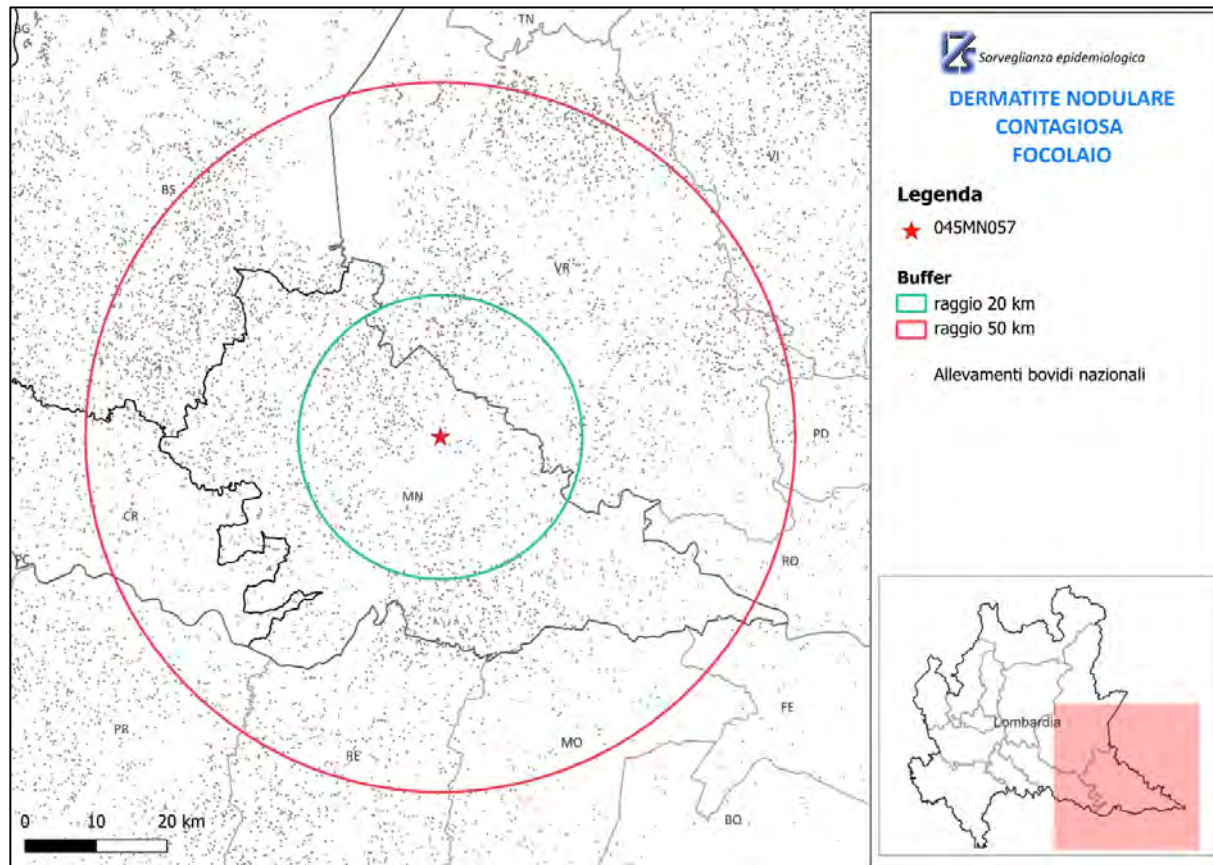 BG
TN
BS
VI
VR
MN
PD
CR
PC
RO
PR
RE
MO
FE
BO
0 10 20 km
Sorveglianza epidemiologica
DERMATITE NODULARE
CONTAGIOSA
FOCOLAIO
Legenda
045MN057
Buffer
raggio 20 km
raggio 50 km
Allevamenti bovidi nazionali
Lombardia